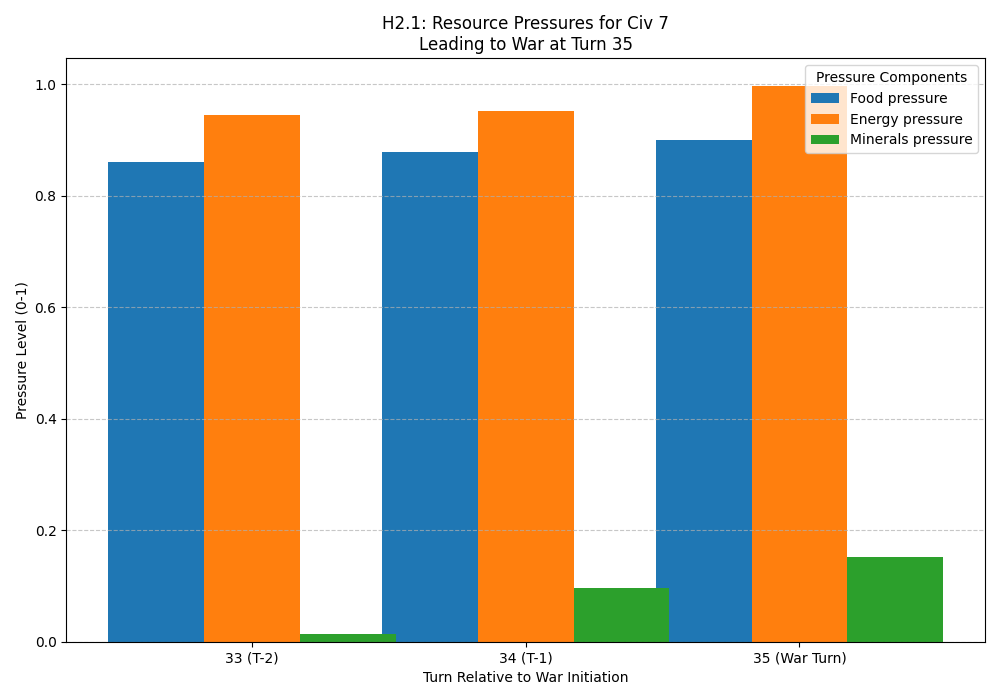 H2.1: Resource Pressures for Civ 7
Leading to War at Turn 35
Pressure Components
Food pressure
Energy pressure
Minerals pressure
Pressure Level (0-1)
1.0
0.8
0.6
0.4
0.2
0.0
33 (T-2)
34 (T-1)
35 (War Turn)
Turn Relative to War Initiation